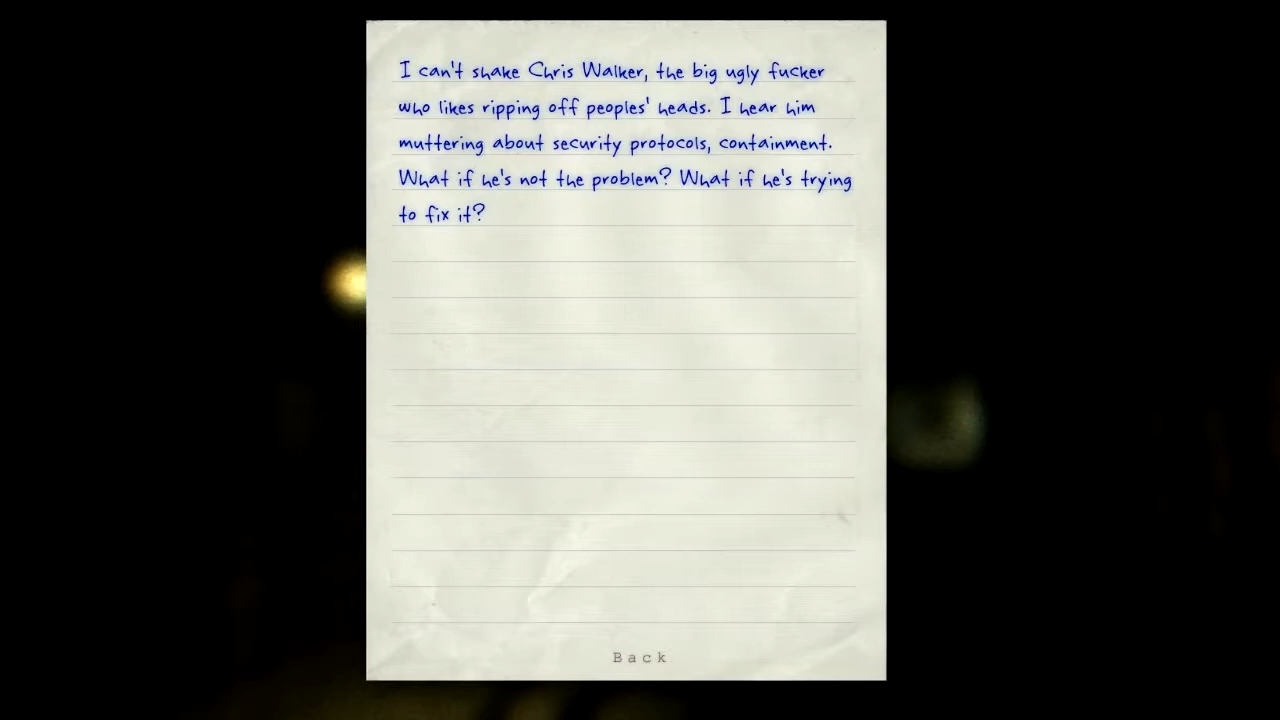 I can't shake Chris Walker, the big ugly fucker
who likes ripping off peoples' heads. I hear him
muttering about security protocols, containment.
What if he's not the problem? What if he's trying
to fix it?
Back